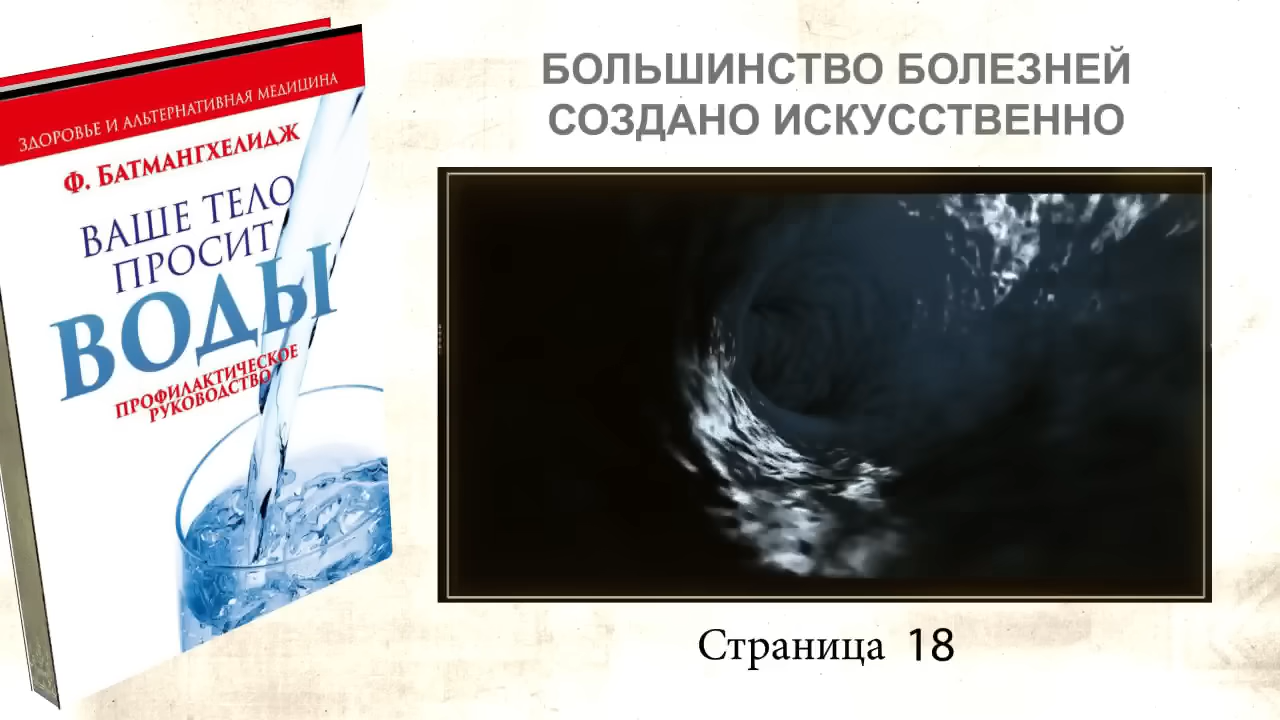 ЗДОРОВЬЕ И АЛЬТЕРНАТИВНАЯ МЕДИЦИНА
Ф. БАТМАНГХЕЛИДЖ
ВАШЕ ТЕЛО
ПРОСИТ
ВОДЫ
ПРОФИЛАКТИЧЕСКОЕ
РУКОВОДСТВО
БОЛЬШИНСТВО БОЛЕЗНЕЙ
СОЗДАНО ИСКУССТВЕННО
Страница 18